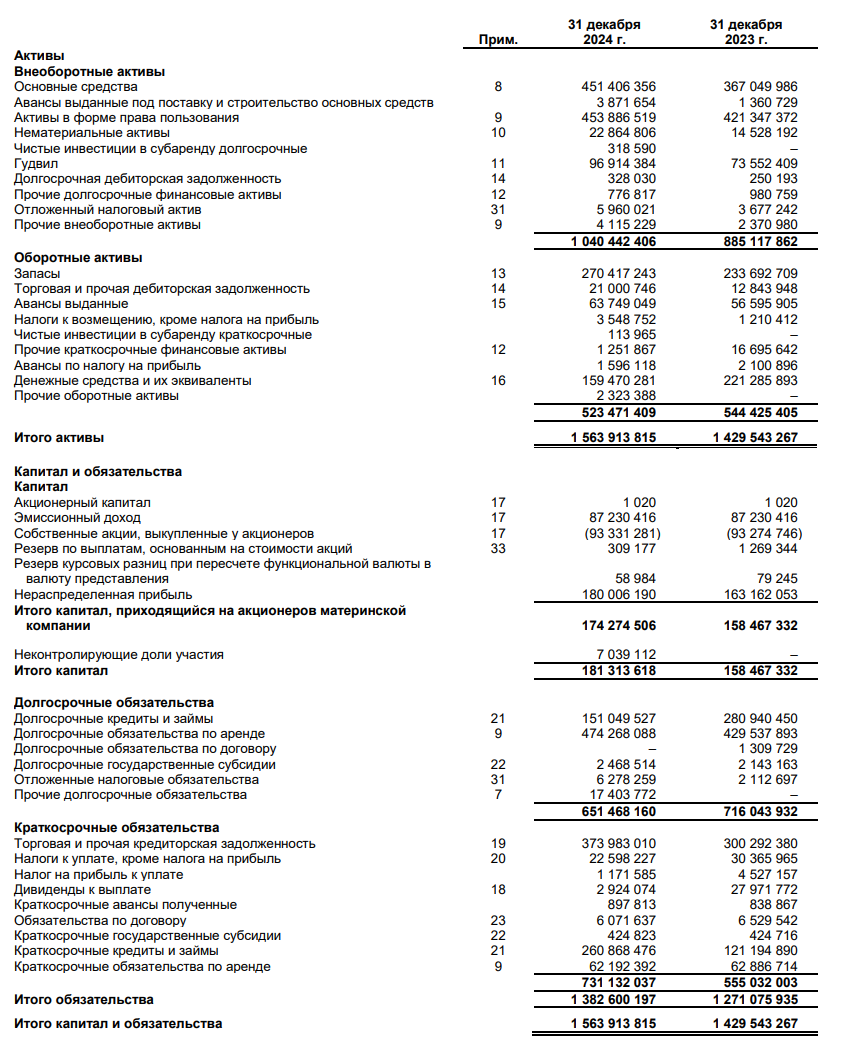 31 декабря 31 декабря
Прим. 2024 г. 2023 г.
Активы
Внеоборотные активы
Основные средства 8 451 406 356 367 049 986
Авансы выданные под поставку и строительство основных средств 3 871 654 1 360 729
Активы в форме права пользования 9 453 886 519 421 347 372
Нематериальные активы 10 22 864 806 14 528 192
Чистые инвестиции в субаренду долгосрочные 318 590 –
Гудвил 11 96 914 384 73 552 409
Долгосрочная дебиторская задолженность 14 328 030 250 193
Прочие долгосрочные финансовые активы 12 776 817 980 759
Отложенный налоговый актив 31 5 960 021 3 677 242
Прочие внеоборотные активы 9 4 115 229 2 370 980
1 040 442 406 885 117 862
Оборотные активы
Запасы 13 270 417 243 233 692 709
Торговая и прочая дебиторская задолженность 14 21 000 746 12 843 948
Авансы выданные 15 63 749 049 56 595 905
Налоги к возмещению, кроме налога на прибыль 3 548 752 1 210 412
Чистые инвестиции в субаренду краткосрочные 113 965 –
Прочие краткосрочные финансовые активы 12 1 251 867 16 695 642
Авансы по налогу на прибыль 1 596 118 2 100 896
Денежные средства и их эквиваленты 16 159 470 281 221 285 893
Прочие оборотные активы 2 323 388 –
523 471 409 544 425 405
Итого активы 1 563 913 815 1 429 543 267
Капитал и обязательства
Капитал
Акционерный капитал 17 1 020 1 020
Эмиссионный доход 17 87 230 416 87 230 416
Собственные акции, выкупленные у акционеров 17 (93 331 281) (93 274 746)
Резерв по выплатам, основанным на стоимости акций 33 309 177 1 269 344
Резерв курсовых разниц при пересчете функциональной валюты в
валюту представления 58 984 79 245
Нераспределенная прибыль 180 006 190 163 162 053
Итого капитал, приходящийся на акционеров материнской
компании 174 274 506 158 467 332
Неконтролирующие доли участия 7 039 112 –
Итого капитал 181 313 618 158 467 332
Долгосрочные обязательства
Долгосрочные кредиты и займы 21 151 049 527 280 940 450
Долгосрочные обязательства по аренде 9 474 268 088 429 537 893
Долгосрочные обязательства по договору – 1 309 729
Долгосрочные государственные субсидии 22 2 468 514 2 143 163
Отложенные налоговые обязательства 31 6 278 259 2 112 697
Прочие долгосрочные обязательства 7 17 403 772 –
651 468 160 716 043 932
Краткосрочные обязательства
Торговая и прочая кредиторская задолженность 19 373 983 010 300 292 380
Налоги к уплате, кроме налога на прибыль 20 22 598 227 30 365 965
Налог на прибыль к уплате 1 171 585 4 527 157
Дивиденды к выплате 18 2 924 074 27 971 772
Краткосрочные авансы полученные 897 813 838 867
Обязательства по договору 23 6 071 637 6 529 542
Краткосрочные государственные субсидии 22 424 823 424 716
Краткосрочные кредиты и займы 21 260 868 476 121 194 890
Краткосрочные обязательства по аренде 9 62 192 392 62 886 714
731 132 037 555 032 003
Итого обязательства 1 382 600 197 1 271 075 935
Итого капитал и обязательства 1 563 913 815 1 429 543 267